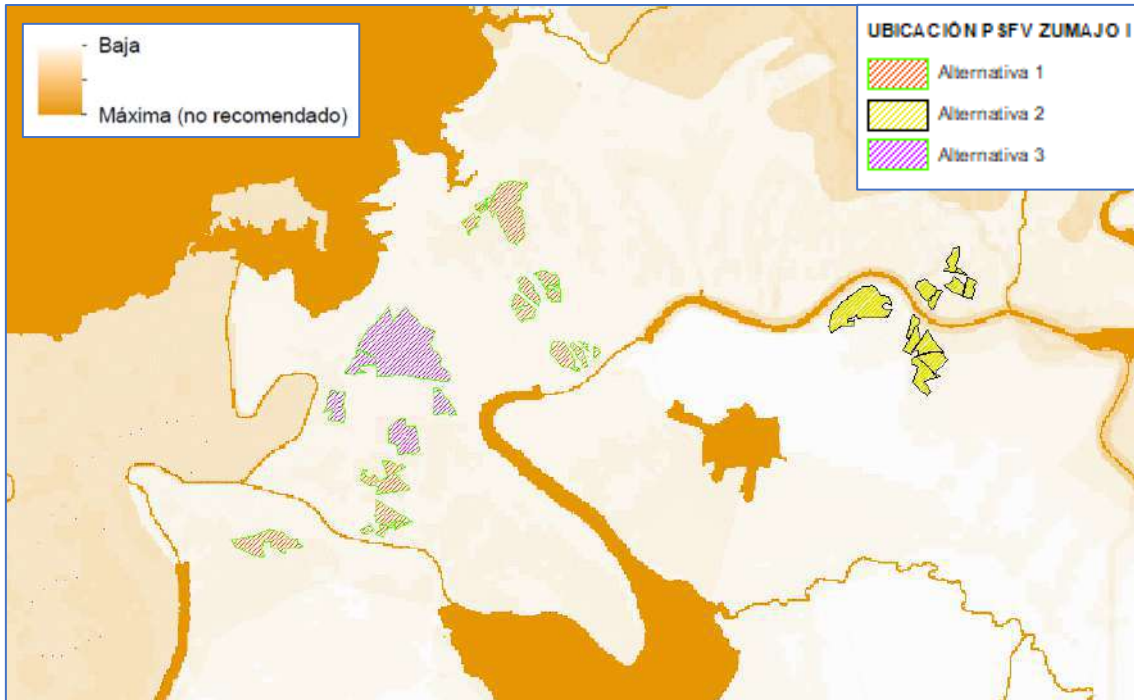 Baja
Máxima (no recomendado)
UBICACIÓN PSFV ZUMAJO I
Alternativa 1
Alternativa 2
Alternativa 3